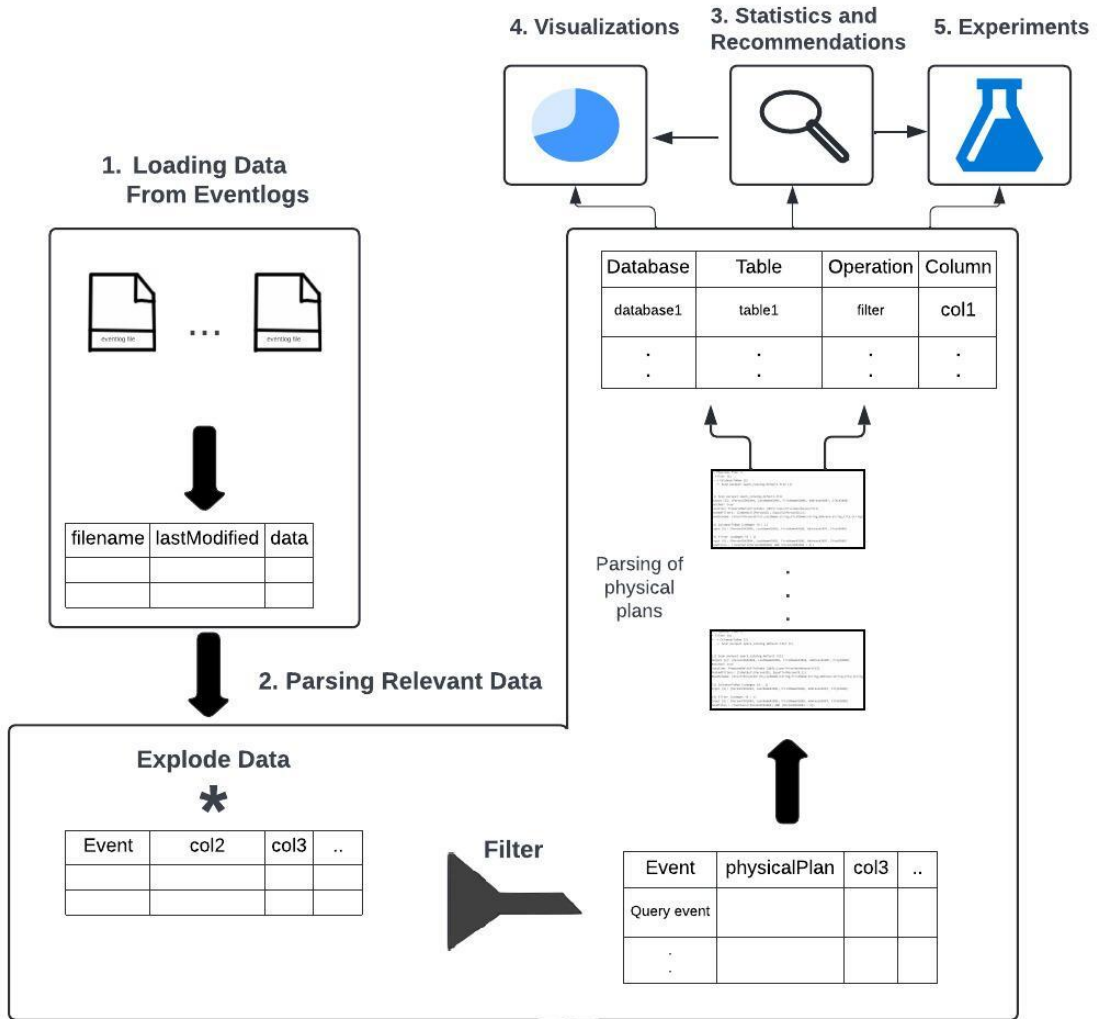 4. Visualizations
3. Statistics and
Recommendations
5. Experiments
1. Loading Data
From Eventlogs
eventlog file
...
eventlog file
filename lastModified data
Database Table Operation Column
database1 table1 filter col1
. . . .
. . . .
Parsing of
physical
plans
.
.
.
2. Parsing Relevant Data
Explode Data
*
Event col2 col3 ..
Filter
Event physicalPlan col3 ..
Query event
.
.